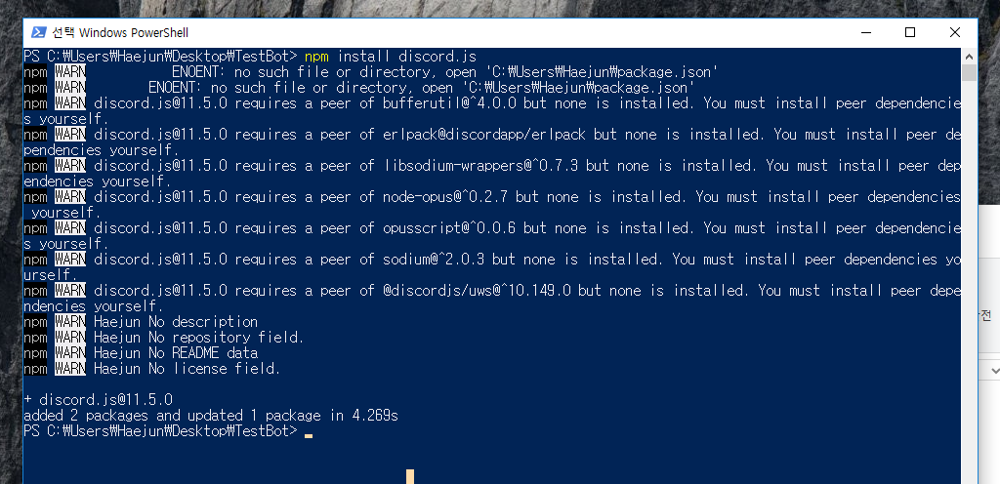 선택 Windows PowerShell
PS C:₩Users₩Haejun₩Desktop₩TestBot> npm install discord.js
npm WARN ENOENT: no such file or directory, open 'C:₩Users₩Haejun₩package.json'
npm WARN ENOENT: no such file or directory, open 'C:₩Users₩Haejun₩package.json'
npm WARN discord.js@11.5.0 requires a peer of bufferutil@^4.0.0 but none is installed. You must install peer dependencie
s yourself.
npm WARN discord.js@11.5.0 requires a peer of erlpack@discordapp/erlpack but none is installed. You must install peer de
pendencies yourself.
npm WARN discord.js@11.5.0 requires a peer of libsodium-wrappers@^0.7.3 but none is installed. You must install peer dep
endencies yourself.
npm WARN discord.js@11.5.0 requires a peer of node-opus@^0.2.7 but none is installed. You must install peer dependencies
 yourself.
npm WARN discord.js@11.5.0 requires a peer of opusscript@^0.0.6 but none is installed. You must install peer dependencie
s yourself.
npm WARN discord.js@11.5.0 requires a peer of sodium@^2.0.3 but none is installed. You must install peer dependencies yo
urself.
npm WARN discord.js@11.5.0 requires a peer of @discordjs/uws@^10.149.0 but none is installed. You must install peer depe
ndencies yourself.
npm WARN Haejun No description
npm WARN Haejun No repository field.
npm WARN Haejun No README data
npm WARN Haejun No license field.
+ discord.js@11.5.0
added 2 packages and updated 1 package in 4.269s
PS C:₩Users₩Haejun₩Desktop₩TestBot>